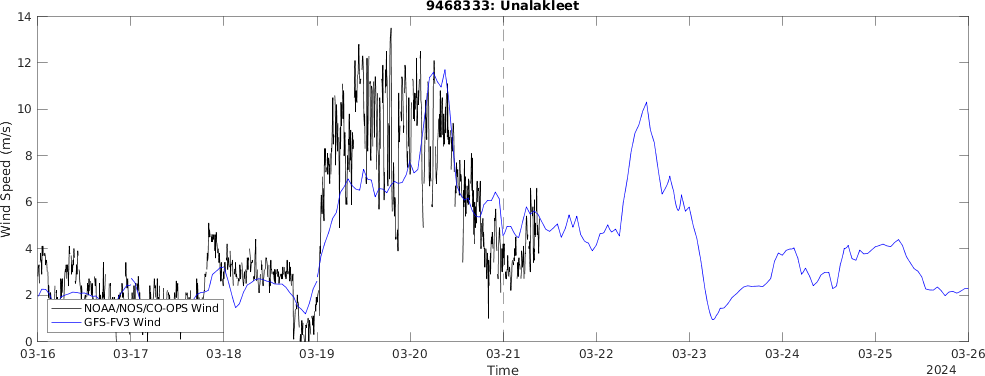 9468333: Unalakleet
14
12
10
8
6
4
2
0
Wind Speed (m/s)
NOAA/NOS/CO-OPS Wind
GFS-FV3 Wind
03-16 03-17 03-18 03-19 03-20 03-21 03-22 03-23 03-24 03-25 03-26
Time
2024